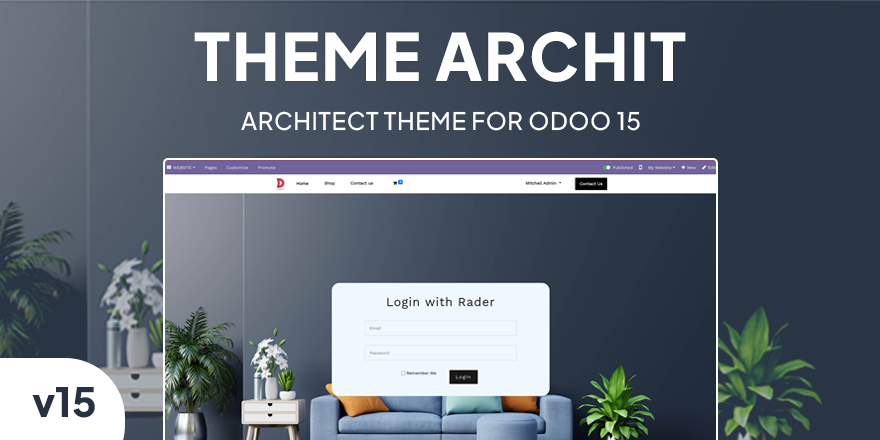 THEME ARCHIT
ARCHITECT THEME FOR ODOO 15
WEBSITE Pages Customize Promote Published My Website New Edit
Home Shop Contact us Mitchell Admin Contact Us
Login with Rader
Email
Password
Remember Me Login
v15